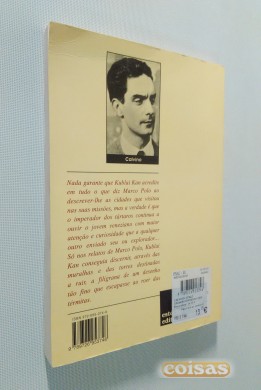 Calvino
Nada garante que Kublai Kan acredite
em tudo o que diz Marco Polo ao
descrever-lhe as cidades que visitou
nas suas missões, mas a verdade é que
o imperador dos tártaros continua a
ouvir o jovem veneziano com maior
atenção e curiosidade que a qualquer
outro enviado seu ou explorador...
Só nos relatos de Marco Polo, Kublai
Kan conseguia discernir, através das
muralhas e das torres destinadas
a ruir, a filigrana de um desenho
tão fino que escapasse ao roer das
térmitas.
coisas